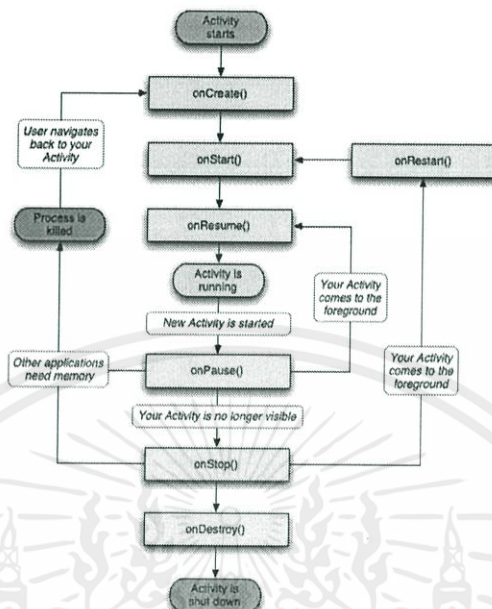 Activity
starts
onCreate()
User navigates
back to your
Activity
onStart()
onRestart()
Process is
killed
onResume()
Activity is
running
Your Activity
comes to the
foreground
New Activity is started
Other applications
need memory
onPause()
Your Activity
comes to the
foreground
Your Activity is no longer visible
onStop()
onDestroy()
Activity is
shut down